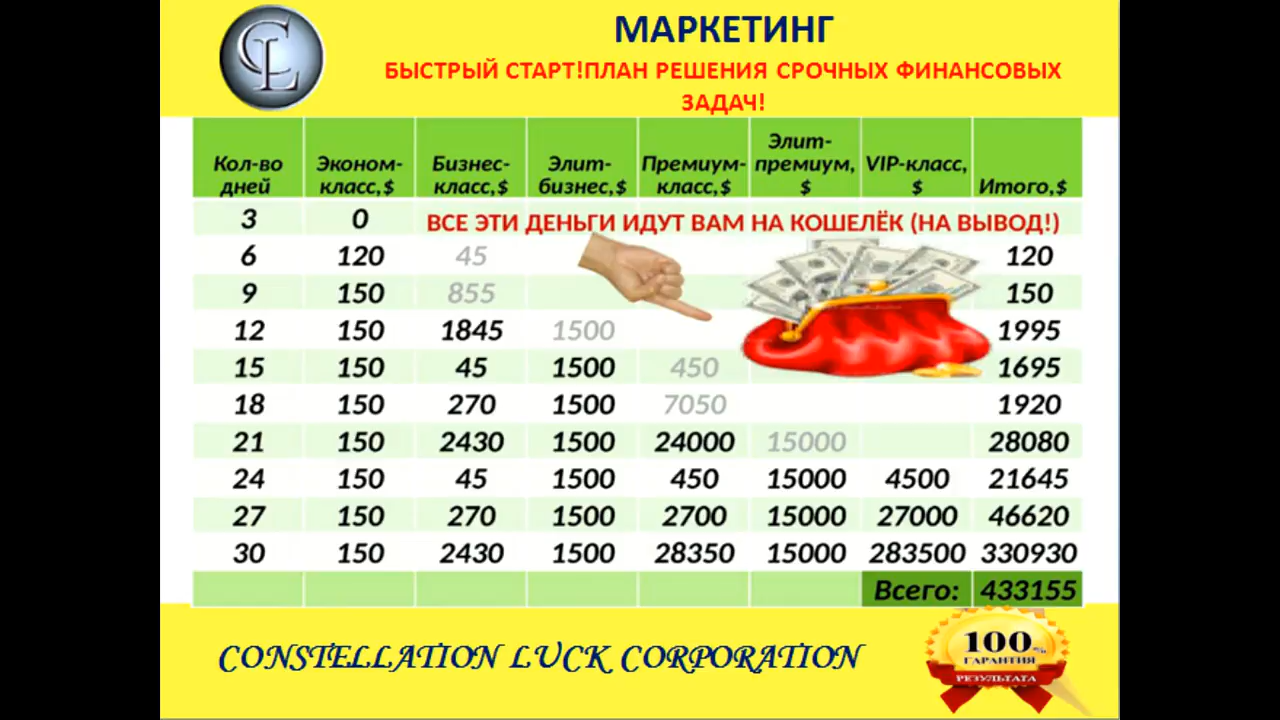 CL
МАРКЕТИНГ
БЫСТРЫЙ СТАРТ!ПЛАН РЕШЕНИЯ СРОЧНЫХ ФИНАНСОВЫХ
ЗАДАЧ!
Кол-во дней Эконом-класс,$ Бизнес-класс,$ Элит-бизнес,$ Премиум-класс,$ Элит-премиум,$ VIP-класс,$ Итого,$
3 0 ВСЕ ЭТИ ДЕНЬГИ ИДУТ ВАМ НА КОШЕЛЁК (НА ВЫВОД!)
6 120 45 120
9 150 855 150
12 150 1845 1500 1995
15 150 45 1500 450 1695
18 150 270 1500 7050 1920
21 150 2430 1500 24000 15000 28080
24 150 45 1500 450 15000 4500 21645
27 150 270 1500 2700 15000 27000 46620
30 150 2430 1500 28350 15000 283500 330930
Всего: 433155
CONSTELLATION LUCK CORPORATION
100%
ГАРАНТИЯ
РЕЗУЛЬТАТА